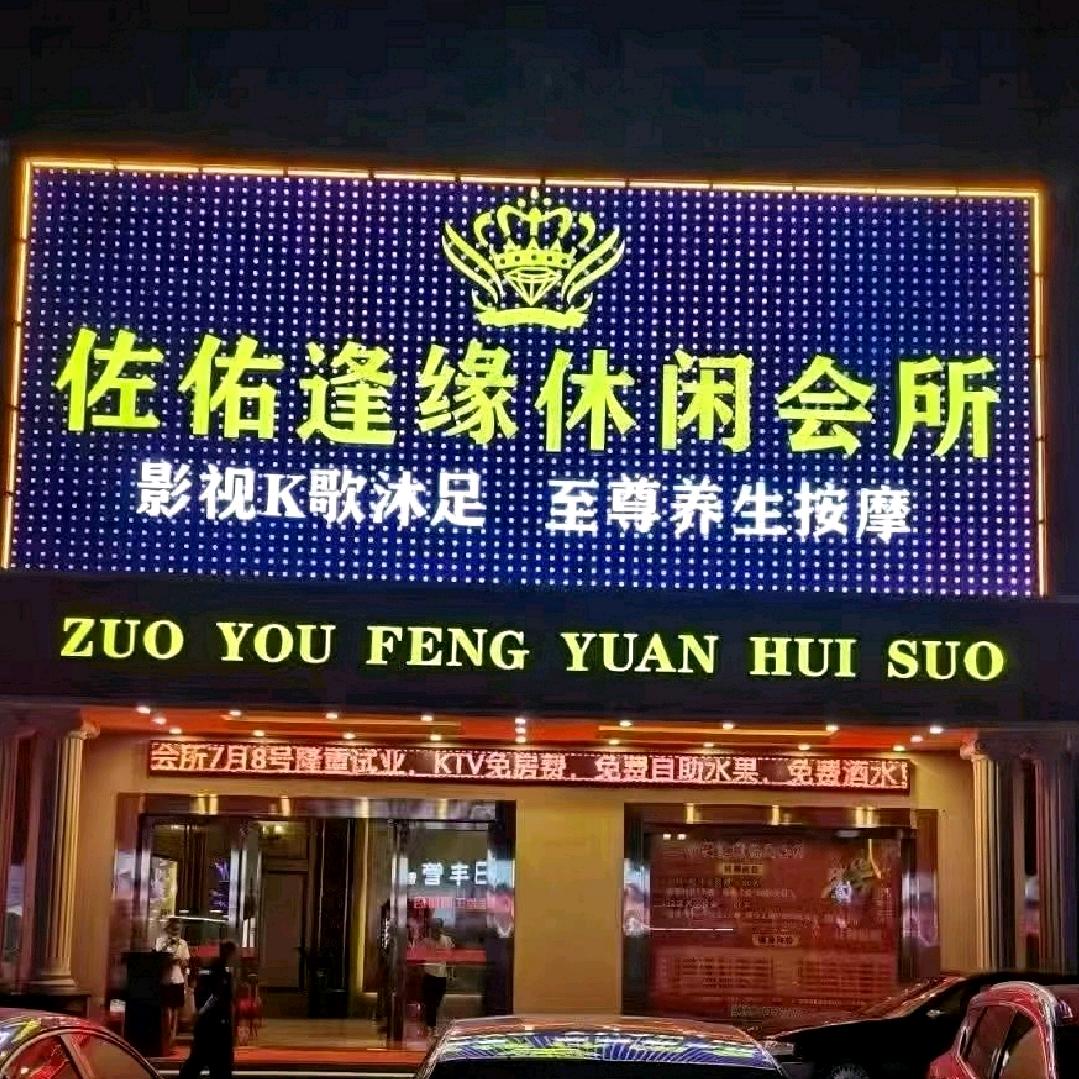 佐佑逢缘休闲会所
影视K歌沐足 至尊养生按摩
ZUO YOU FENG YUAN HUI SUO
会所7月8号隆重试业，KTV免房费，免费自助水果，免费酒水！